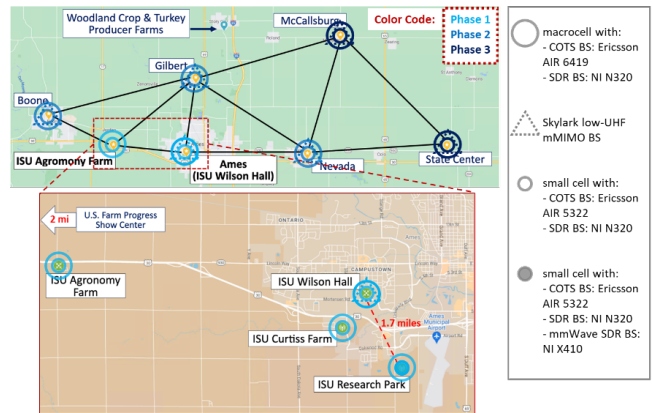 Woodland Crop & Turkey
Producer Farms
McCallsburg
Color Code:
Phase 1
Phase 2
Phase 3
Gilbert
Boone
ISU Agromony Farm
Ames
(ISU Wilson Hall)
Nevada
State Center
2 mi
U.S. Farm Progress
Show Center
ONTARIO
CAMPUSTOWN
ISU Agronomy
Farm
ISU Wilson Hall
1.7 miles
Ames
Municipal
Airport
ISU Curtiss Farm
ISU Research Park
macrocell with:
- COTS BS: Ericsson
AIR 6419
- SDR BS: NI N320
Skylark low-UHF
mMIMO BS
small cell with:
- COTS BS: Ericsson
AIR 5322
- SDR BS: NI N320
small cell with:
- COTS BS: Ericsson
AIR 5322
- SDR BS: NI N320
- mmWave SDR BS:
NI X410